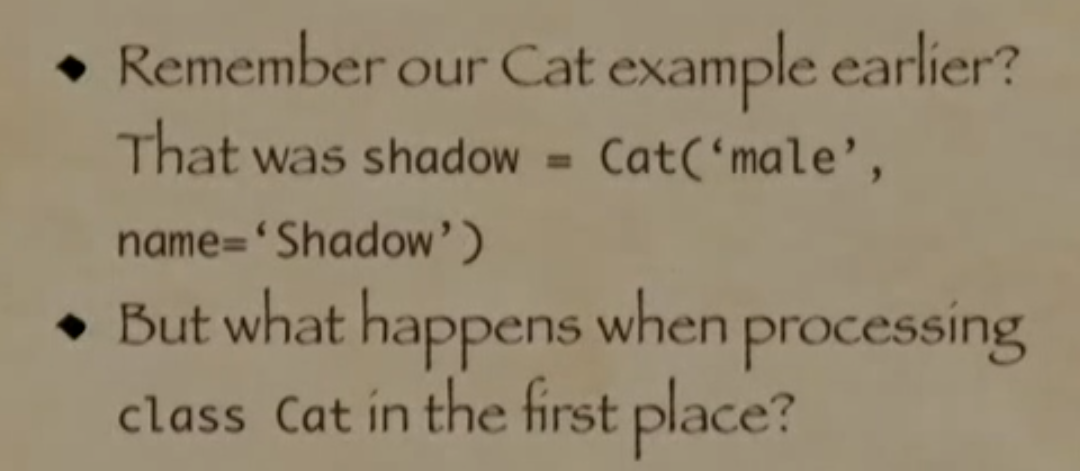 ◆ Remember our Cat example earlier?
That was shadow = Cat(‘male’,
name=‘Shadow’)
◆ But what happens when processing
class Cat in the first place?